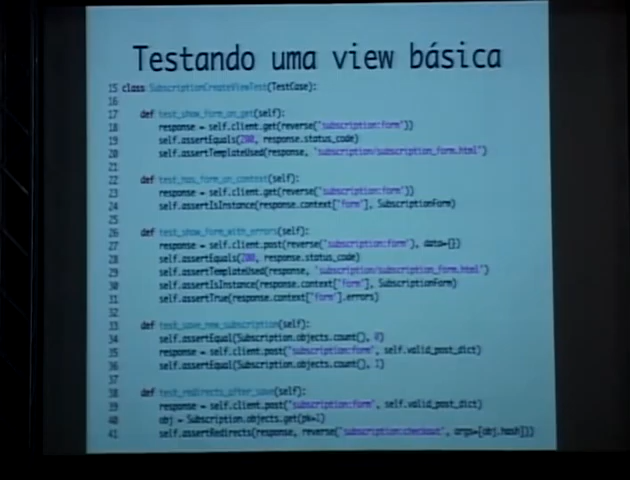 Testando uma view básica
15 class SubscriptionCreateViewTest(TestCase):
16
17 def test_show_form_on_get(self):
18 response = self.client.get(reverse("subscription:form"))
19 self.assertEquals(200, response.status_code)
20 self.assertTemplateUsed(response, 'subscription/subscription_form.html")
21
22 def test_has_form_on_context(self):
23 response = self.client.get(reverse("subscription:form"))
24 self.assertIsInstance(response.context["form"], SubscriptionForm)
25
26 def test_show_form_with_errors(self):
27 response = self.client.post(reverse("subscription:form"), data={})
28 self.assertEquals(200, response.status_code)
29 self.assertTemplateUsed(response, 'subscription/subscription_form.html")
30 self.assertIsInstance(response.context["form"], SubscriptionForm)
31 self.assertTrue(response.context["form"].errors)
32
33 def test_save_new_subscription(self):
34 self.assertEqual(Subscription.objects.count(), 0)
35 response = self.client.post("subscription:form", self.valid_post_dict)
36 self.assertEqual(Subscription.objects.count(), 1)
37
38 def test_redirects_after_save(self):
39 response = self.client.post("subscription:form", self.valid_post_dict)
40 obj = Subscription.objects.get(pk=1)
41 self.assertRedirects(response, reverse("subscription:checkout", args=[obj.hash]))